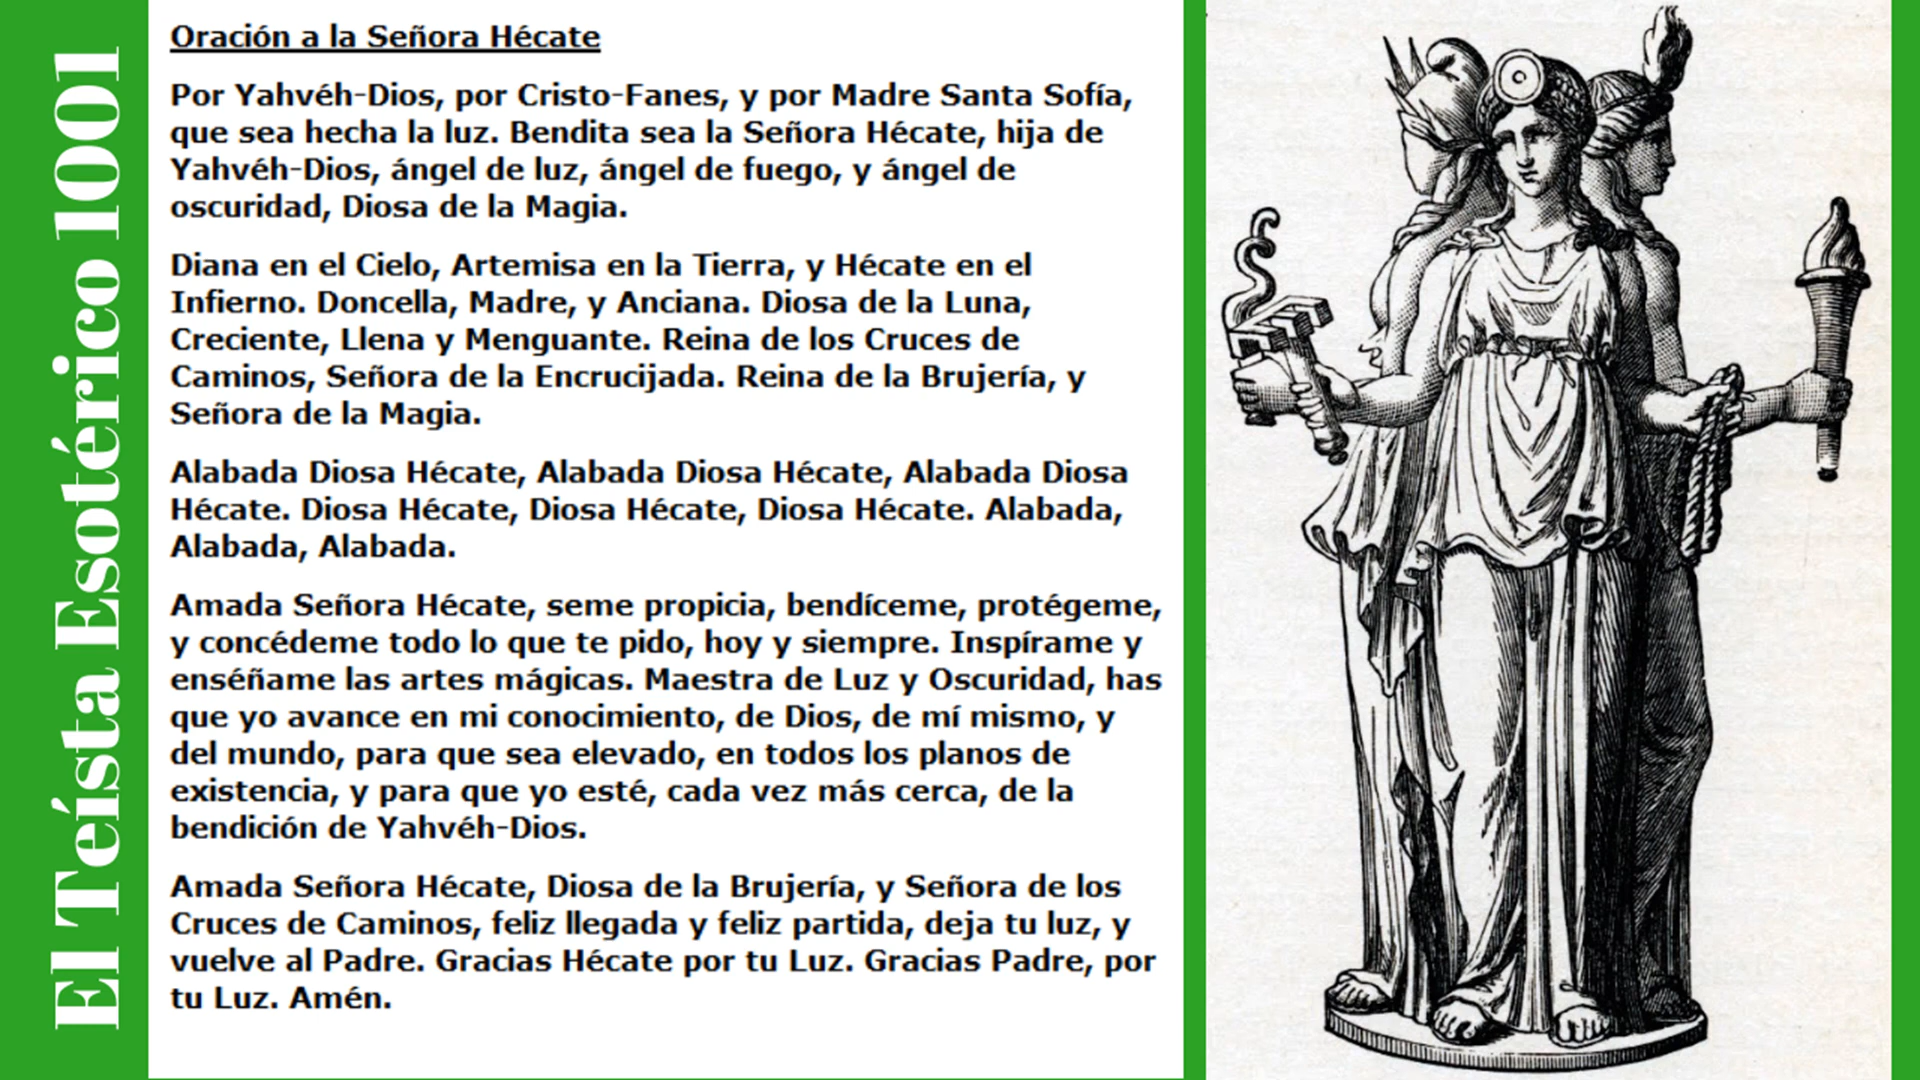 El Teísta Esotérico 1001
Oración a la Señora Hécate
Por Yahvéh-Dios, por Cristo-Fanes, y por Madre Santa Sofía,
que sea hecha la luz. Bendita sea la Señora Hécate, hija de
Yahvéh-Dios, ángel de luz, ángel de fuego, y ángel de
oscuridad, Diosa de la Magia.
Diana en el Cielo, Artemisa en la Tierra, y Hécate en el
Infierno. Doncella, Madre, y Anciana. Diosa de la Luna,
Creciente, Llena y Menguante. Reina de los Cruces de
Caminos, Señora de la Encrucijada. Reina de la Brujería, y
Señora de la Magia.
Alabada Diosa Hécate, Alabada Diosa Hécate, Alabada Diosa
Hécate. Diosa Hécate, Diosa Hécate, Diosa Hécate. Alabada,
Alabada, Alabada.
Amada Señora Hécate, seme propicia, bendíceme, protégeme,
y concédeme todo lo que te pido, hoy y siempre. Inspírame y
enséñame las artes mágicas. Maestra de Luz y Oscuridad, has
que yo avance en mi conocimiento, de Dios, de mí mismo, y
del mundo, para que sea elevado, en todos los planos de
existencia, y para que yo esté, cada vez más cerca, de la
bendición de Yahvéh-Dios.
Amada Señora Hécate, Diosa de la Brujería, y Señora de los
Cruces de Caminos, feliz llegada y feliz partida, deja tu luz, y
vuelve al Padre. Gracias Hécate por tu Luz. Gracias Padre, por
tu Luz. Amén.